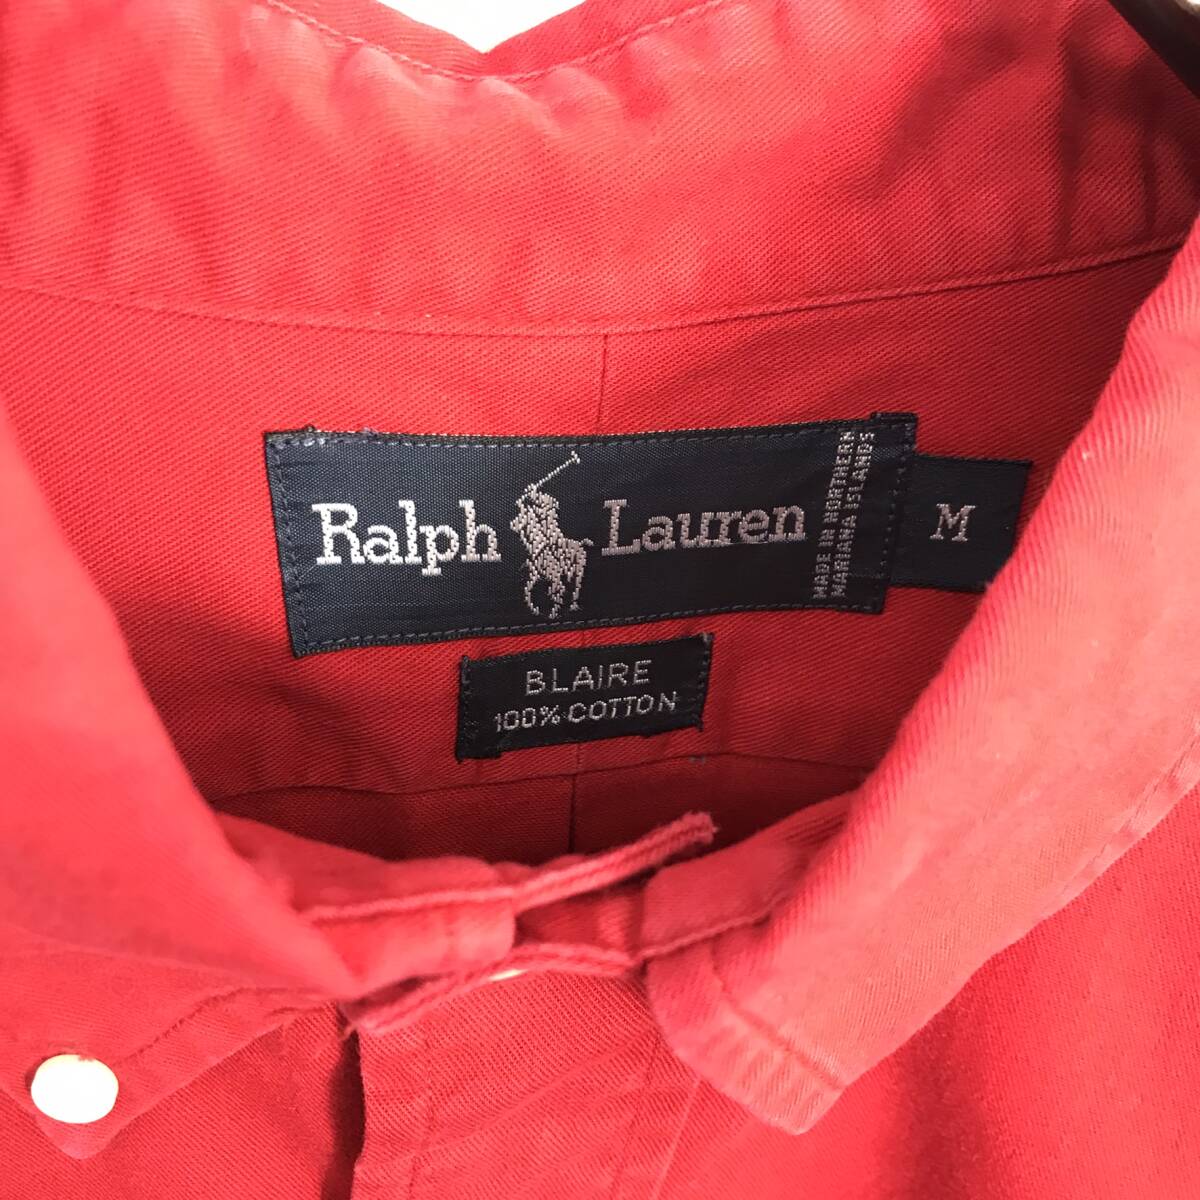 Ralph Lauren
MADE IN NORTHERN
MARIANA ISLANDS
M
BLAIRE
100% COTTON